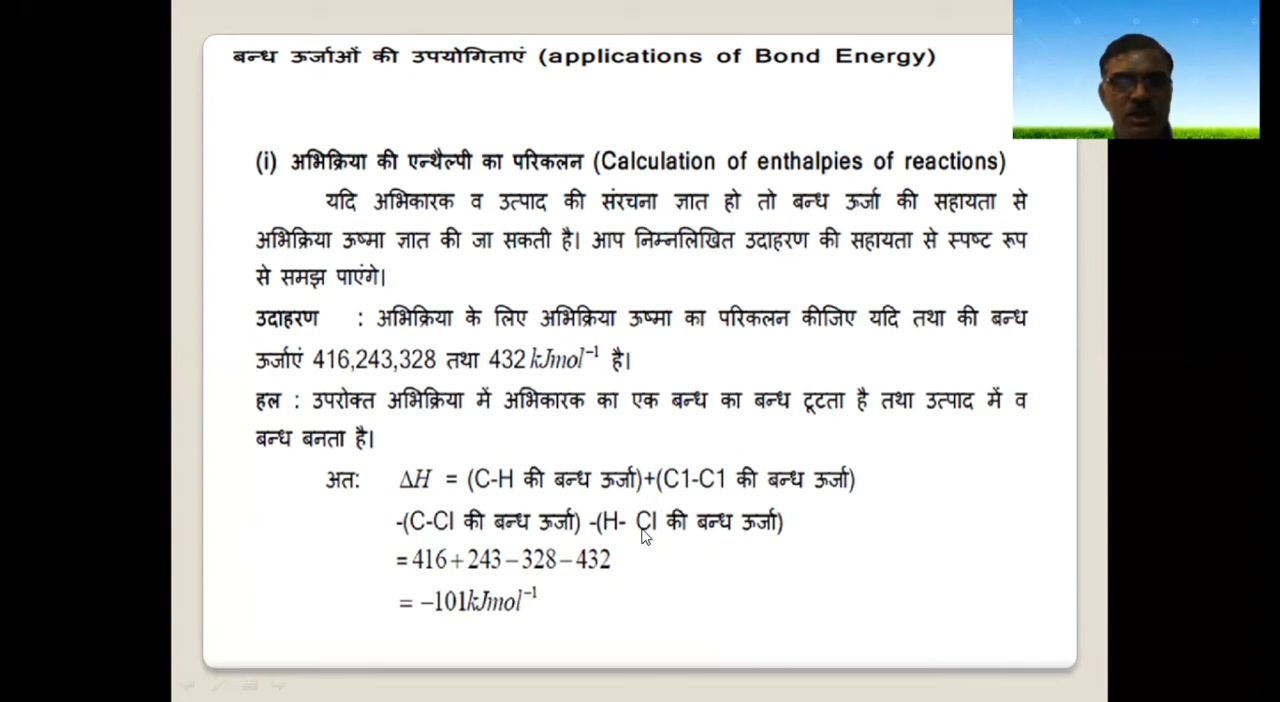 बन्ध ऊर्जाओं की उपयोगिताएं (applications of Bond Energy)
(i) अभिक्रिया की एन्थैल्पी का परिकलन (Calculation of enthalpies of reactions)
यदि अभिकारक व उत्पाद की संरचना ज्ञात हो तो बन्ध ऊर्जा की सहायता से
अभिक्रिया ऊष्मा ज्ञात की जा सकती है। आप निम्नलिखित उदाहरण की सहायता से स्पष्ट रूप
से समझ पाएंगे।
उदाहरण : अभिक्रिया के लिए अभिक्रिया ऊष्मा का परिकलन कीजिए यदि तथा की बन्ध
ऊर्जाएं 416,243,328 तथा 432 kJmol⁻¹ है।
हल : उपरोक्त अभिक्रिया में अभिकारक का एक बन्ध का बन्ध टूटता है तथा उत्पाद में व
बन्ध बनता है।
अत: ΔH = (C-H की बन्ध ऊर्जा)+(C1-C1 की बन्ध ऊर्जा)
-(C-Cl की बन्ध ऊर्जा) -(H- Cl की बन्ध ऊर्जा)
= 416 + 243 – 328 – 432
= –101kJmol⁻¹